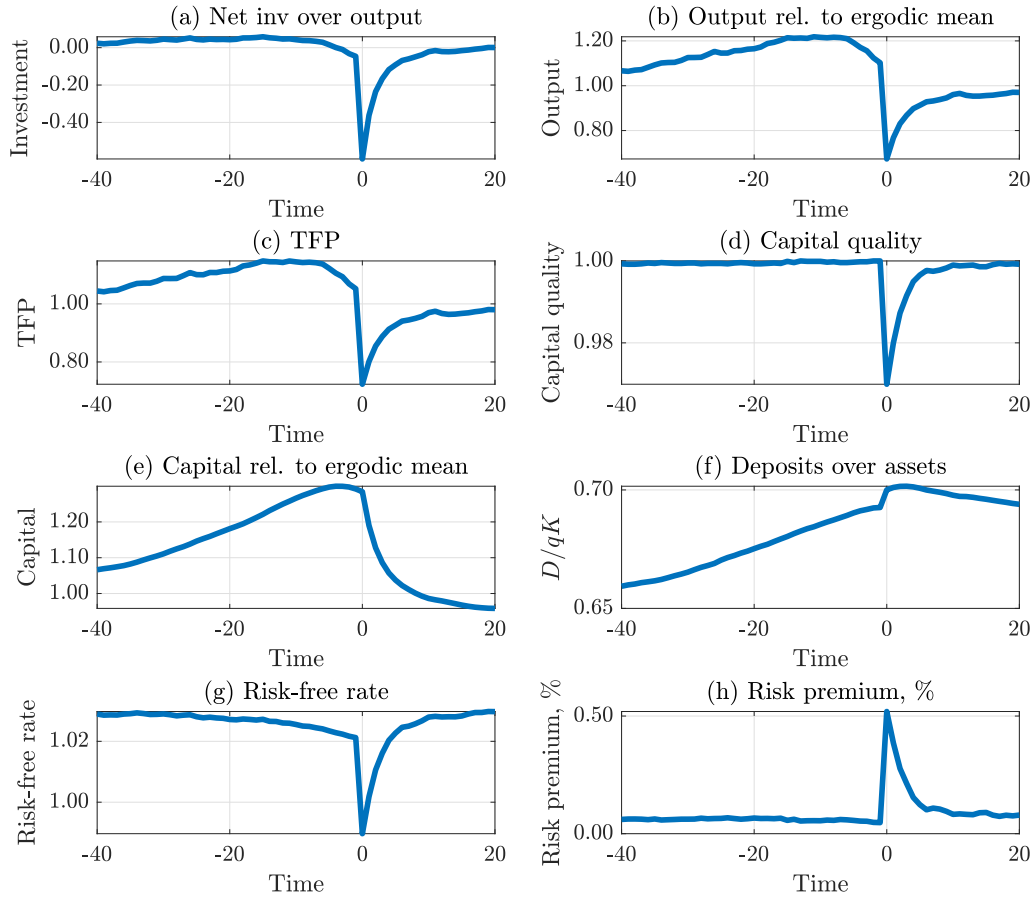 (a) Net inv over output
Investment
0.00
-0.20
-0.40
-40
-20
0
20
Time
(b) Output rel. to ergodic mean
Output
1.20
1.00
0.80
-40
-20
0
20
Time
(c) TFP
TFP
1.00
0.80
-40
-20
0
20
Time
(d) Capital quality
Capital quality
1.00
0.98
-40
-20
0
20
Time
(e) Capital rel. to ergodic mean
Capital
1.20
1.10
1.00
-40
-20
0
20
Time
(f) Deposits over assets
D/qK
0.70
0.65
-40
-20
0
20
Time
(g) Risk-free rate
Risk-free rate
1.02
1.00
-40
-20
0
20
Time
(h) Risk premium, %
Risk premium, %
0.50
0.00
-40
-20
0
20
Time